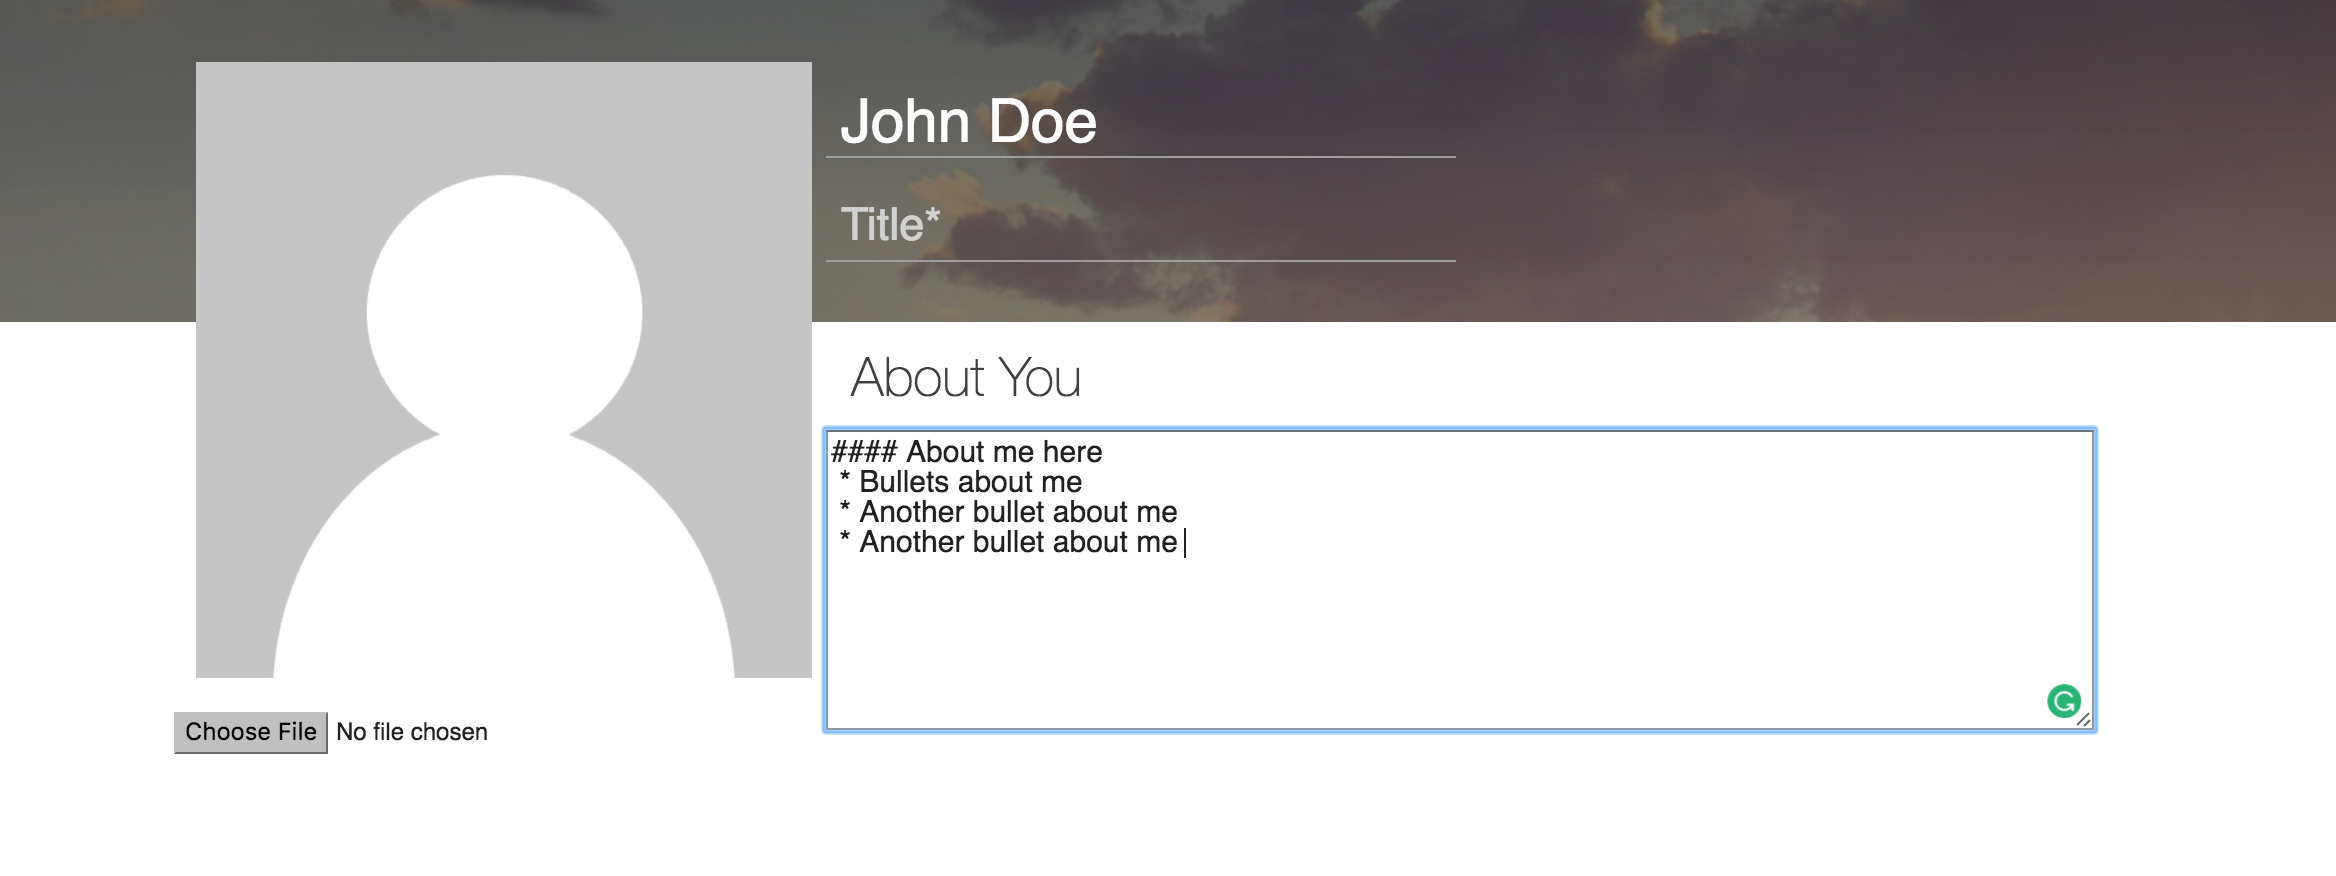 John Doe
Title*
About You
#### About me here
* Bullets about me
* Another bullet about me
* Another bullet about me
Choose File No file chosen